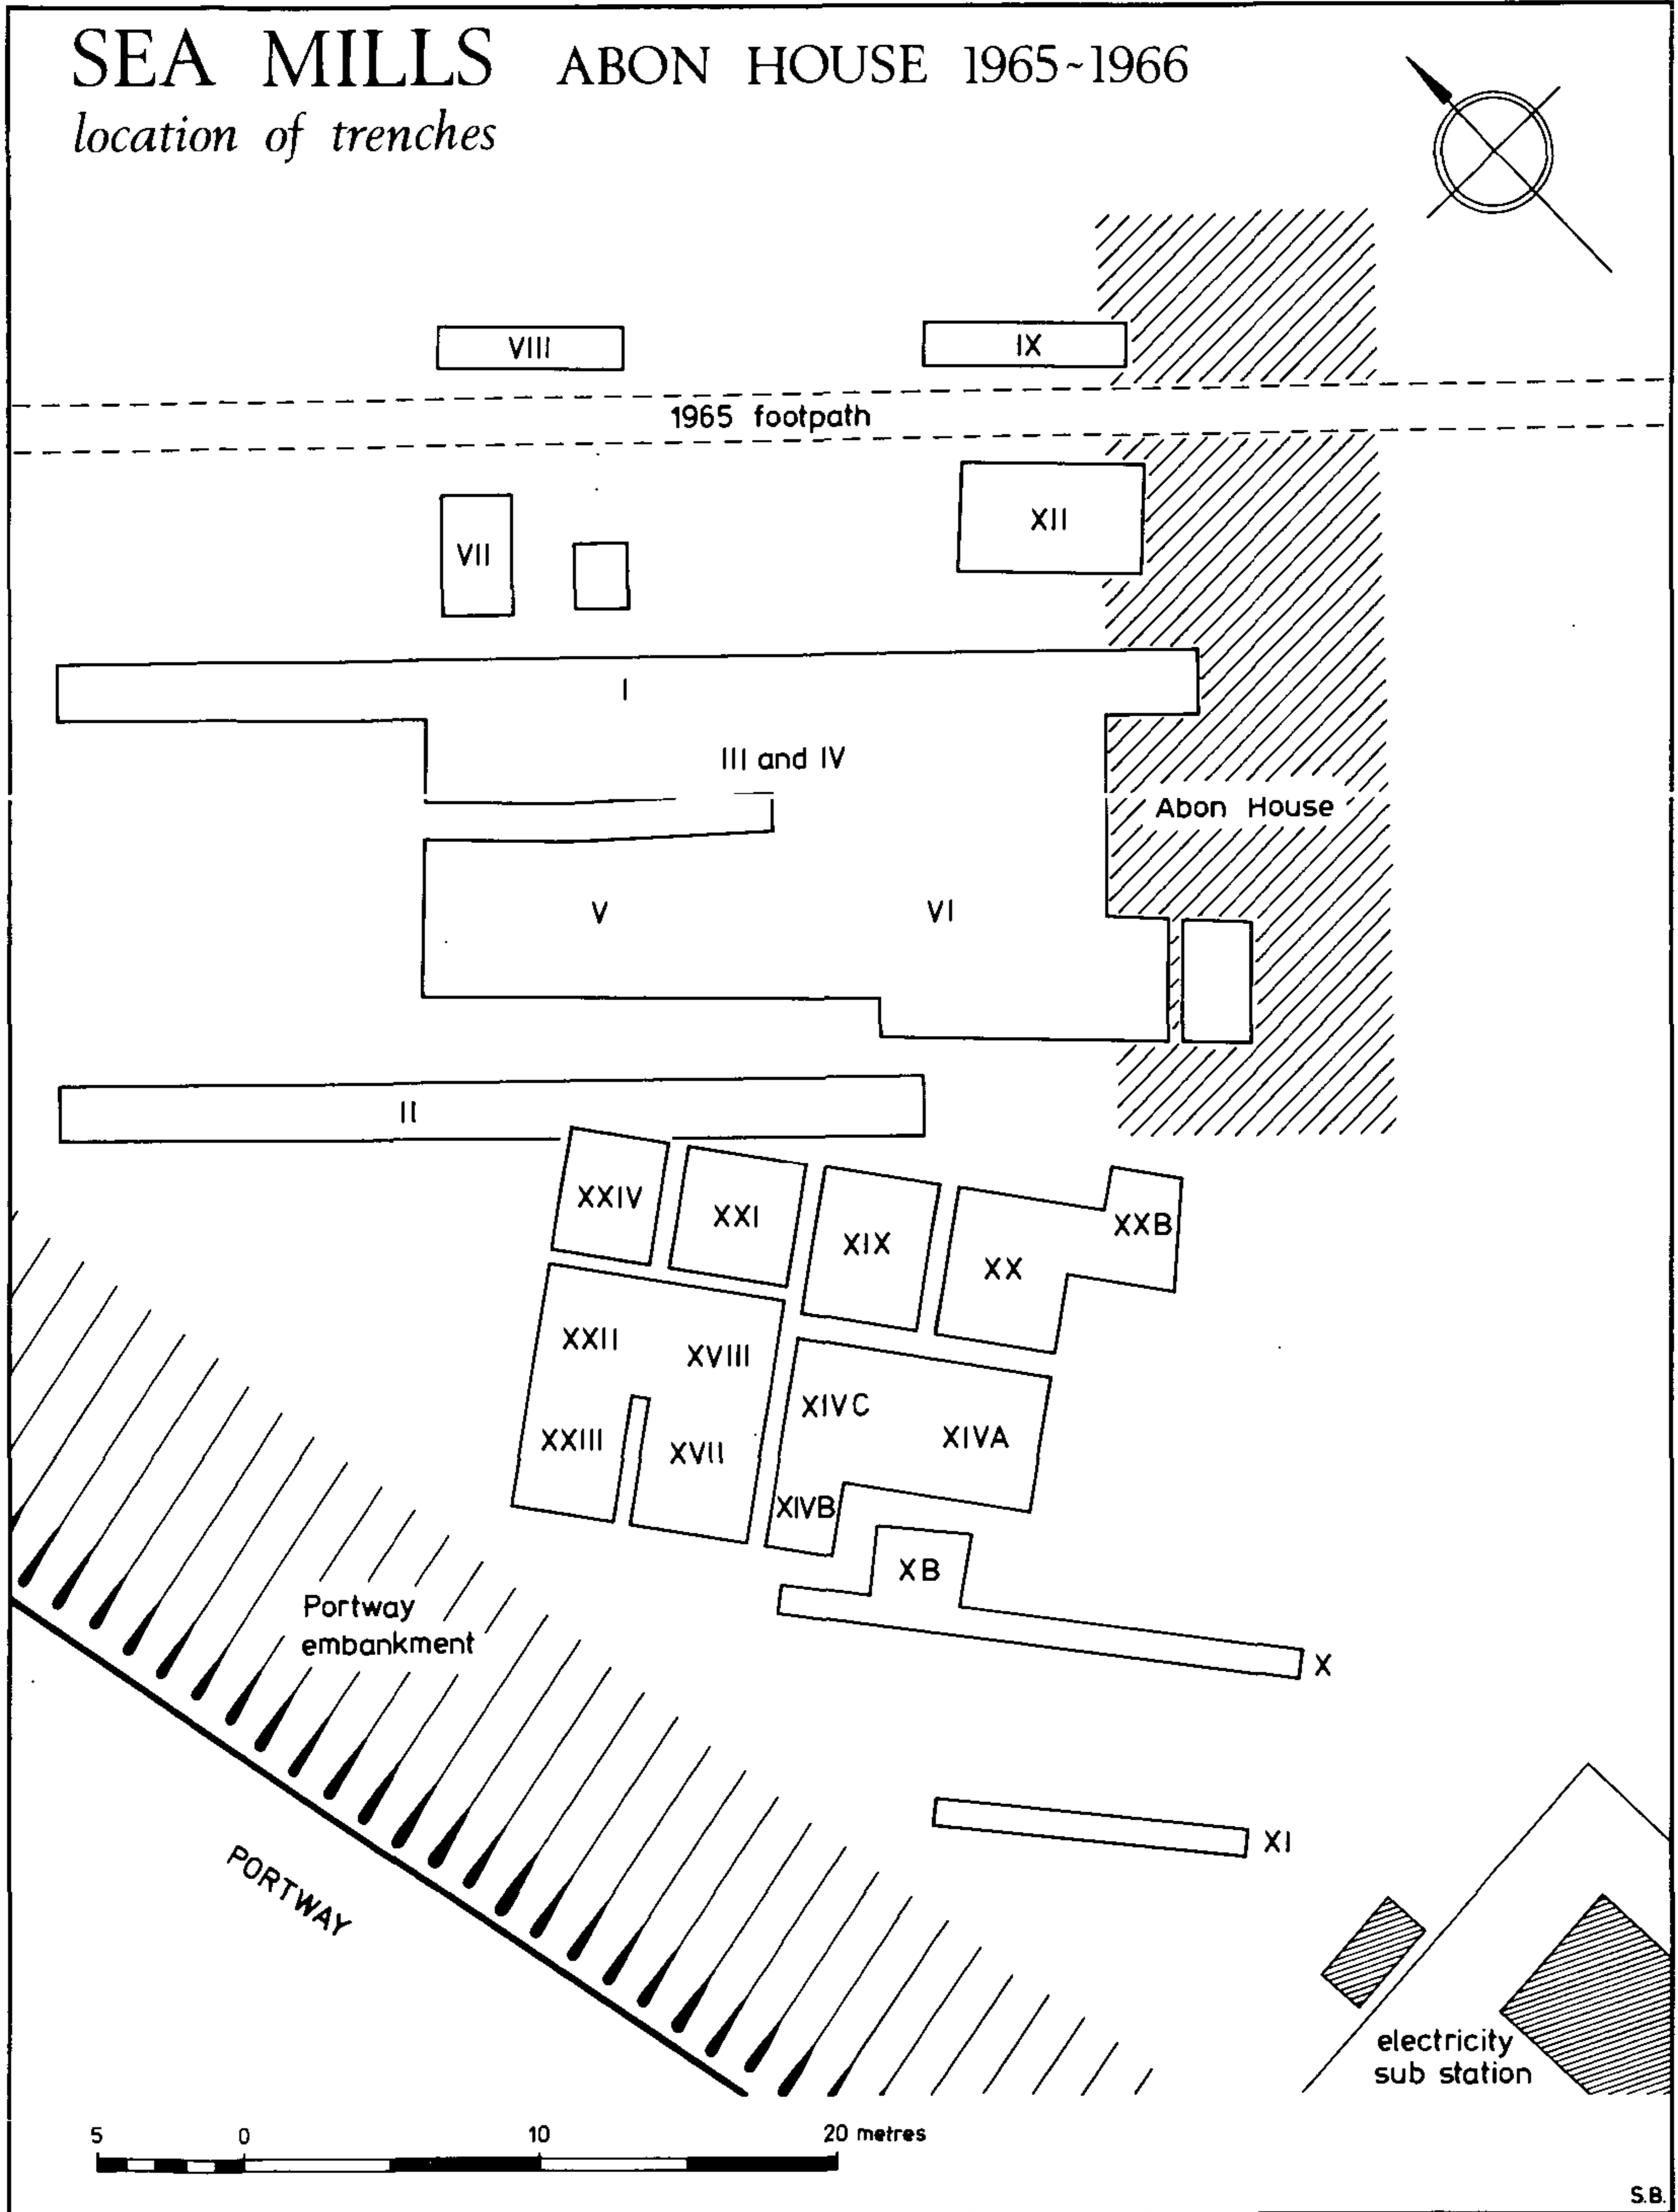 SEA MILLS ABON HOUSE 1965~1966
location of trenches
VIII
IX
1965 footpath
XII
VII
I
III and IV
Abon House
V
VI
II
XXIV
XXI
XXB
XIX
XX
XXII
XVIII
XIVC
XIVA
XXIII
XVII
XIVB
XB
Portway
embankment
X
XI
PORTWAY
electricity
sub station
5 0 10 20 metres
S.B.